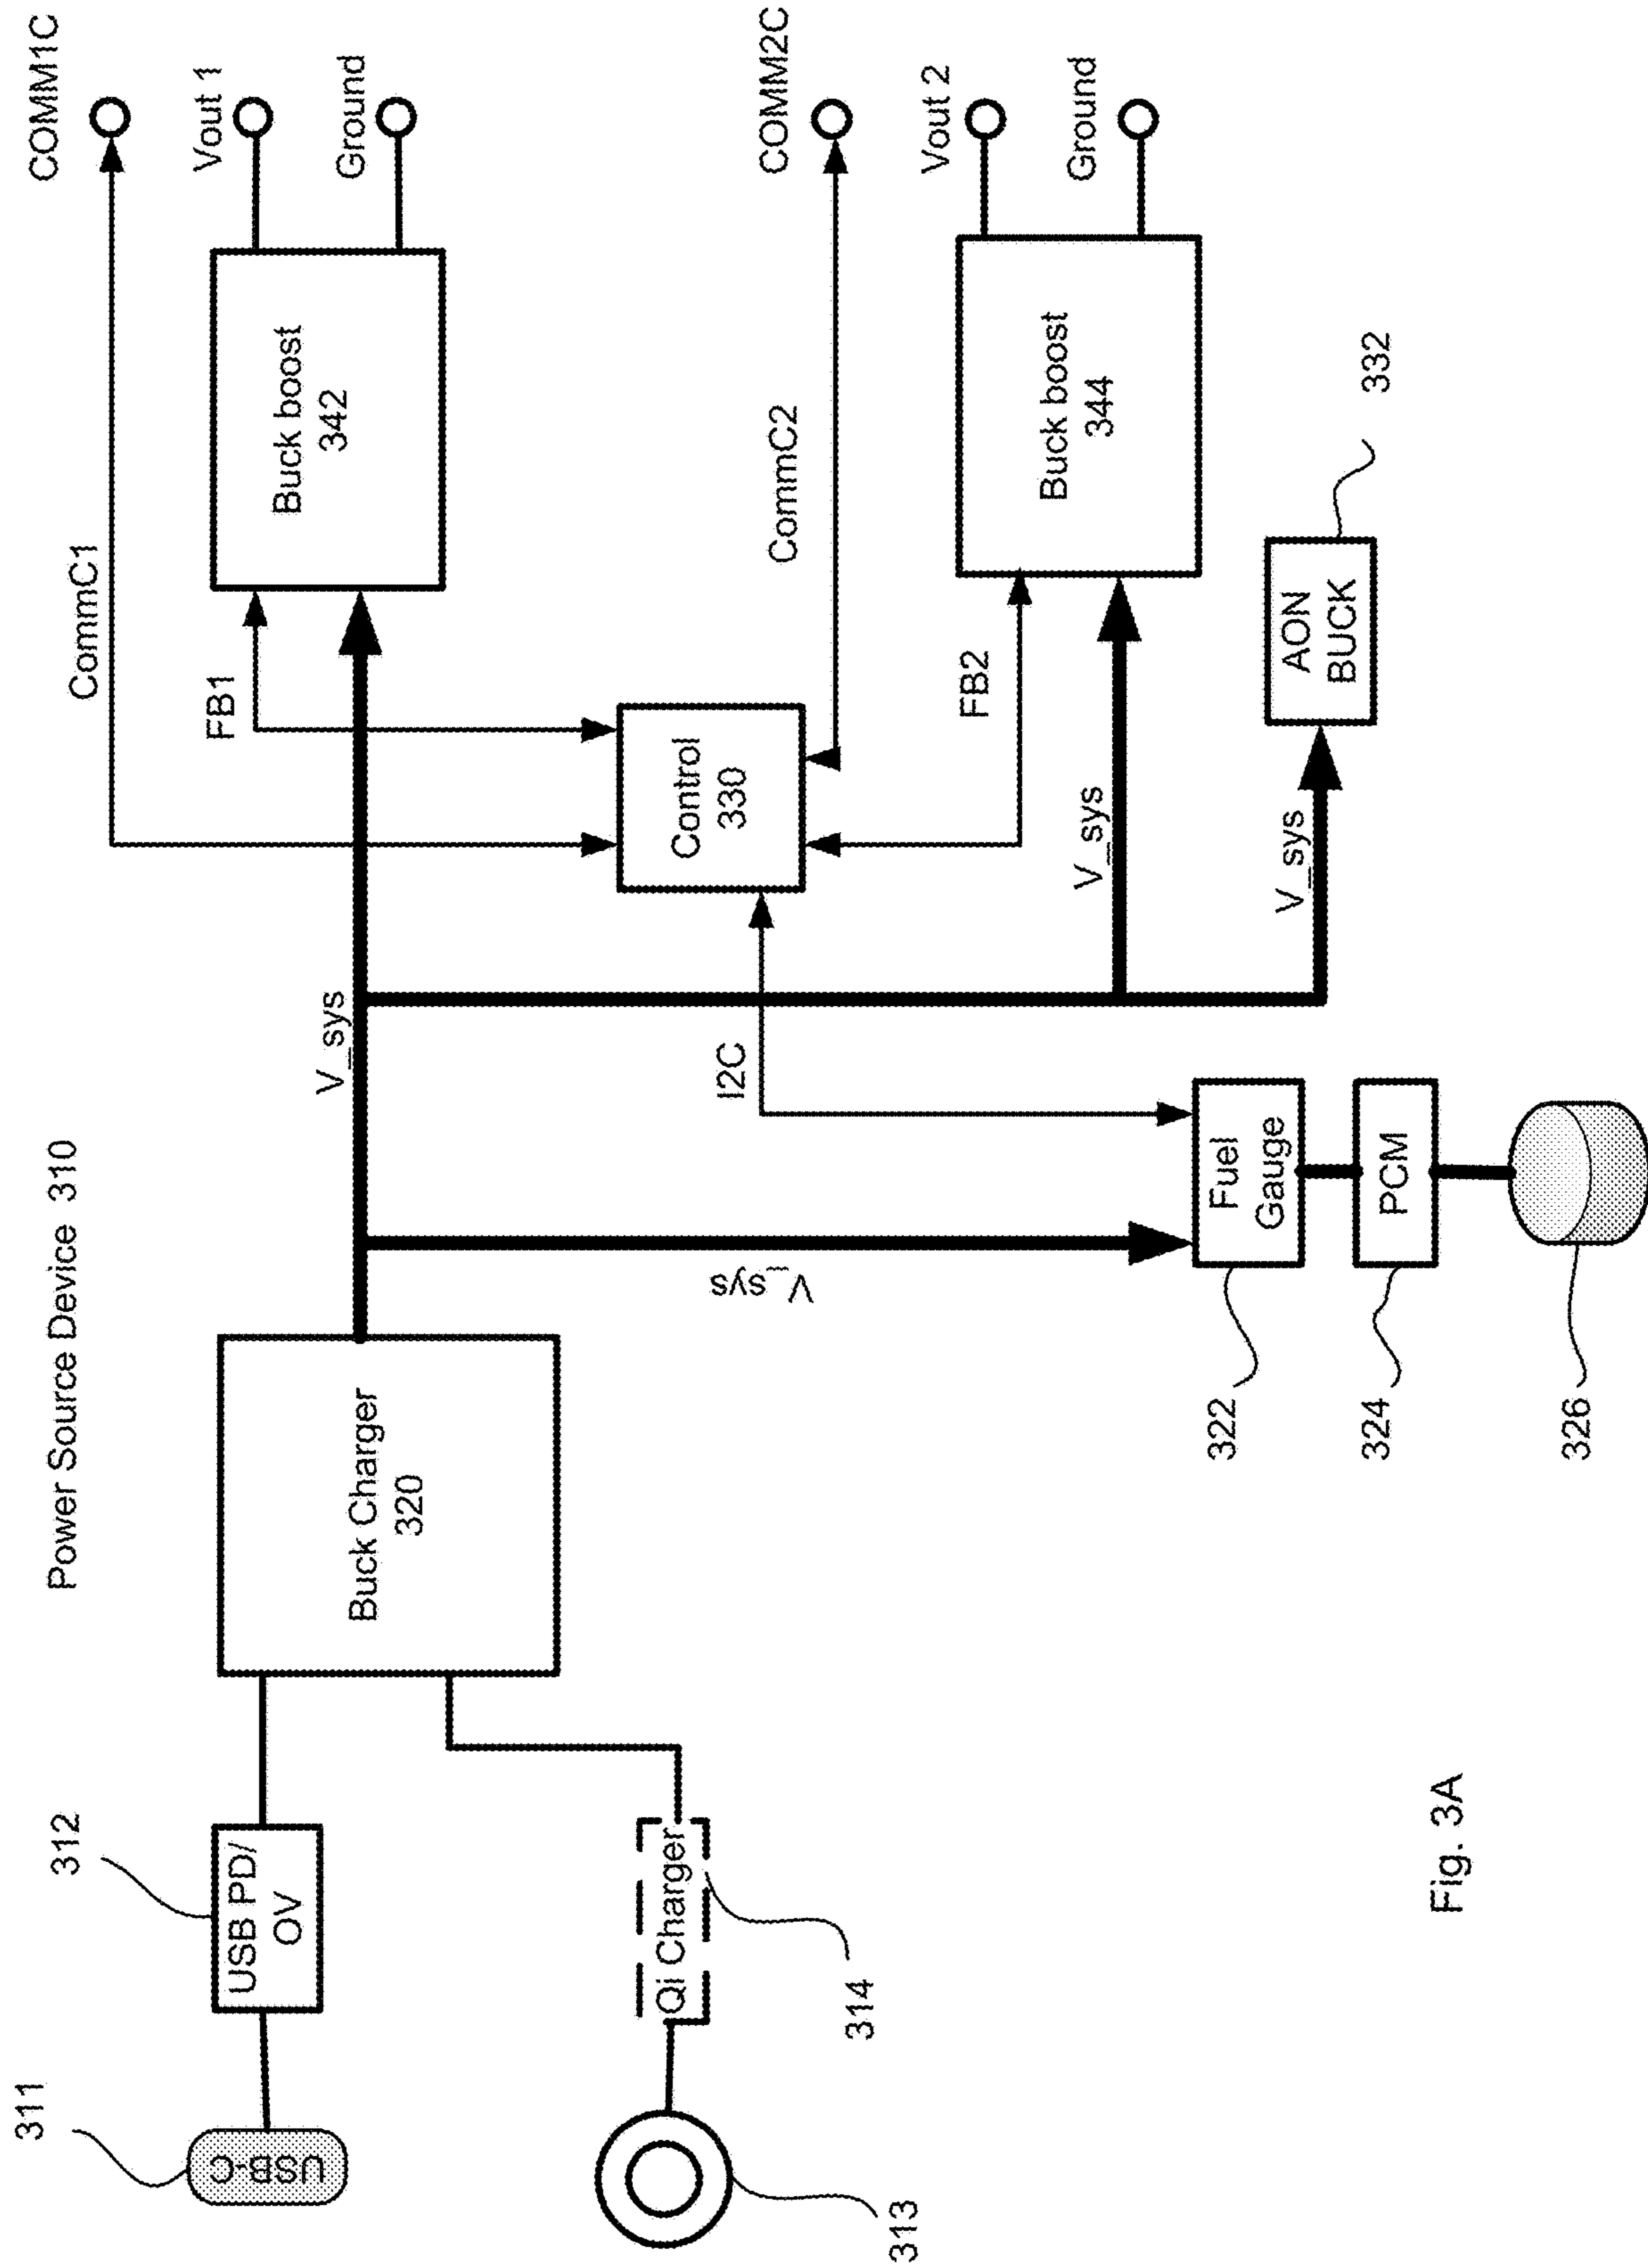 Power Source Device 310
COMM1C
CommC1
Vout 1
Ground
Buck boost
342
FB1
V_sys
311
USB-C
312
USB PD/
OV
Buck Charger
320
Control
330
COMM2C
CommC2
Vout 2
Ground
Buck boost
344
FB2
V_sys
I2C
V_sys
313
Qi Charger
314
V_sys
AON
BUCK
332
Fuel
Gauge
322
PCM
324
326
Fig. 3A